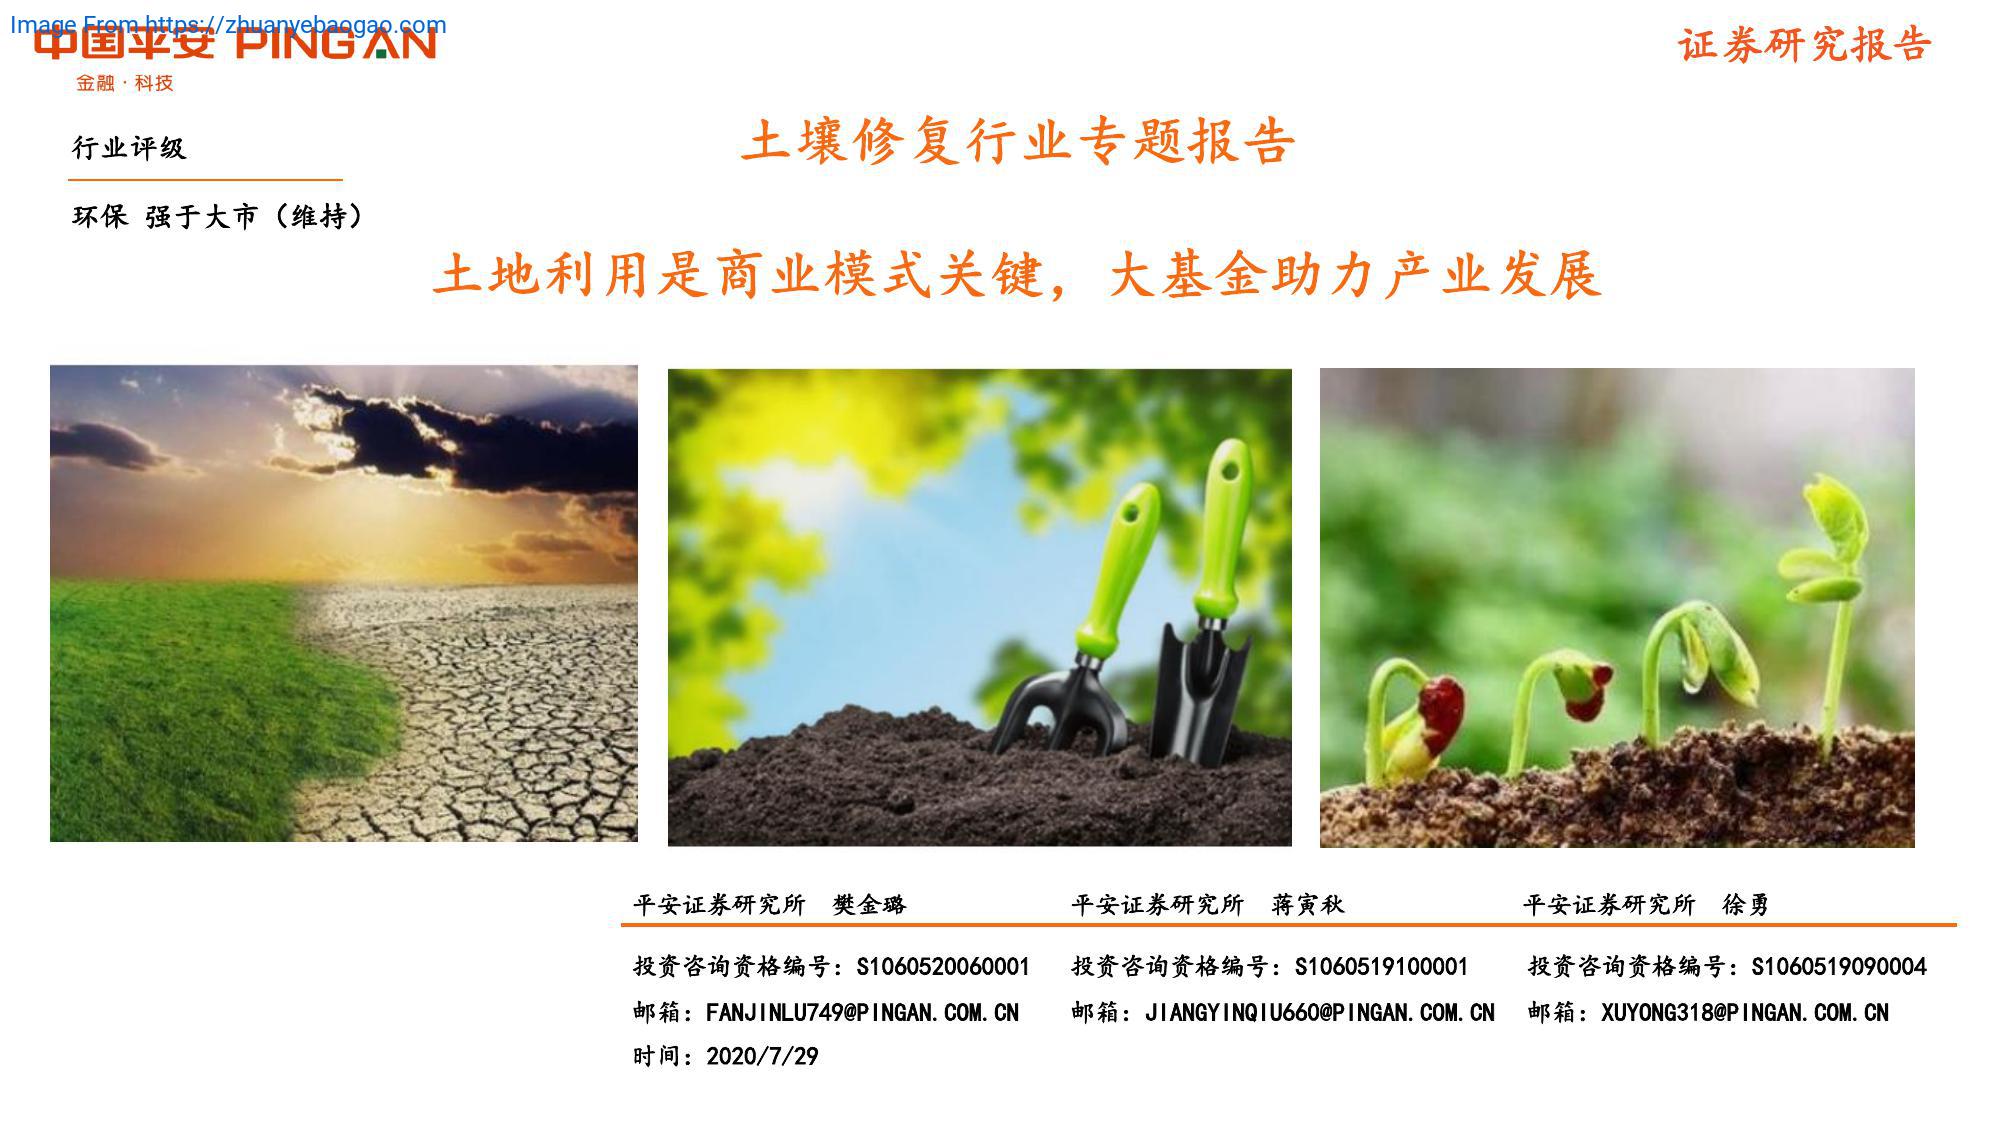 Image From https://zhuanyebaogao.com
中国平安 PINGAN
金融·科技
证券研究报告
行业评级
环保 强于大市（维持）
土壤修复行业专题报告
土地利用是商业模式关键，大基金助力产业发展
平安证券研究所 樊金璐
投资咨询资格编号：S1060520060001
邮箱：FANJINLU749@PINGAN.COM.CN
时间：2020/7/29
平安证券研究所 蒋寅秋
投资咨询资格编号：S1060519100001
邮箱：JIANGYINQIU660@PINGAN.COM.CN
平安证券研究所 徐勇
投资咨询资格编号：S1060519090004
邮箱：XUYONG318@PINGAN.COM.CN